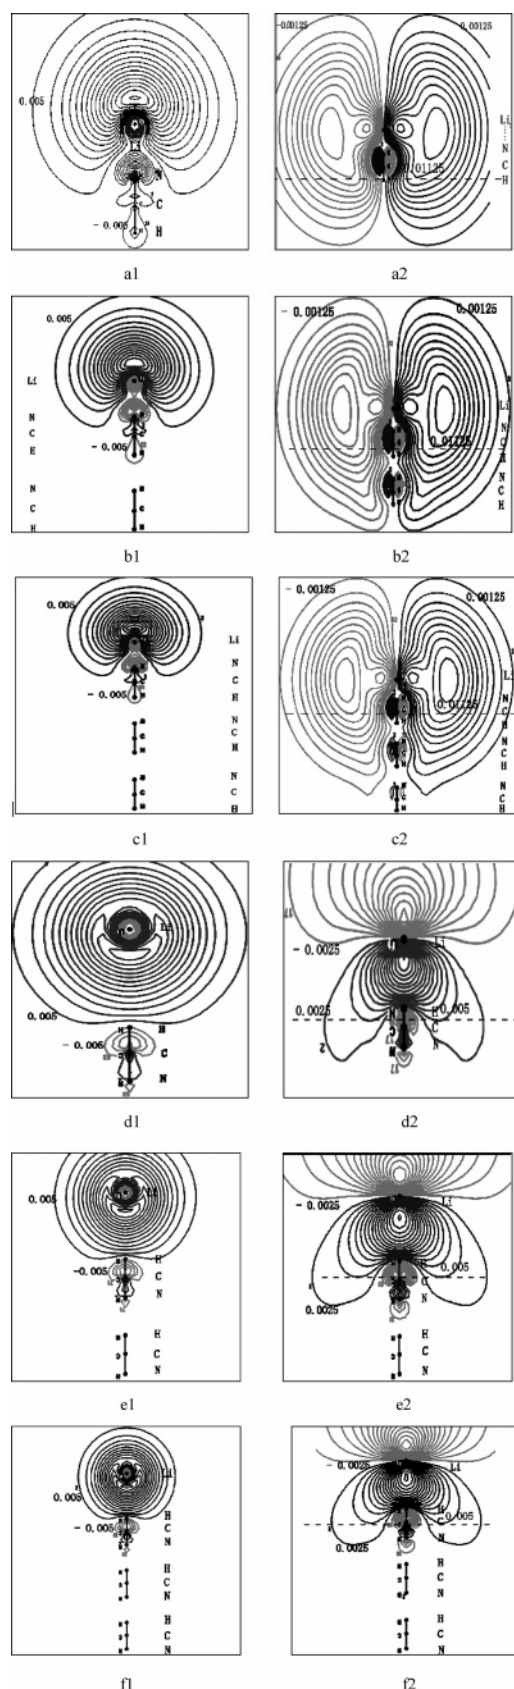 -0.00125 0.00125
0.005
Li
N
N
C
C
0.01125
H
-0.005 H
a1 a2
0.005 - 0.00125 0.00125
Li Li
N N
C C
0.01125
H - 0.005 H
N N
C C
H H
b1 b2
0.005 - 0.00125 0.00125
Li Li
N N
C 0.01125 C
- 0.005 H H
N N
C C
H H
N N
C C
H H
c1 c2
Li Li
- 0.0025
0.005 0.0025 0.005
H H
- 0.005 C C
N N
d1 d2
0.005 Li - 0.0025 Li
H H
-0.005 0.005
C C
N 0.0025 N
H H
C C
N N
e1 e2
Li - 0.0025 Li
0.005
H H
- 0.005 C 0.005 C
N 0.0025 N
H H
C C
N N
H H
C C
N N
f1 f2